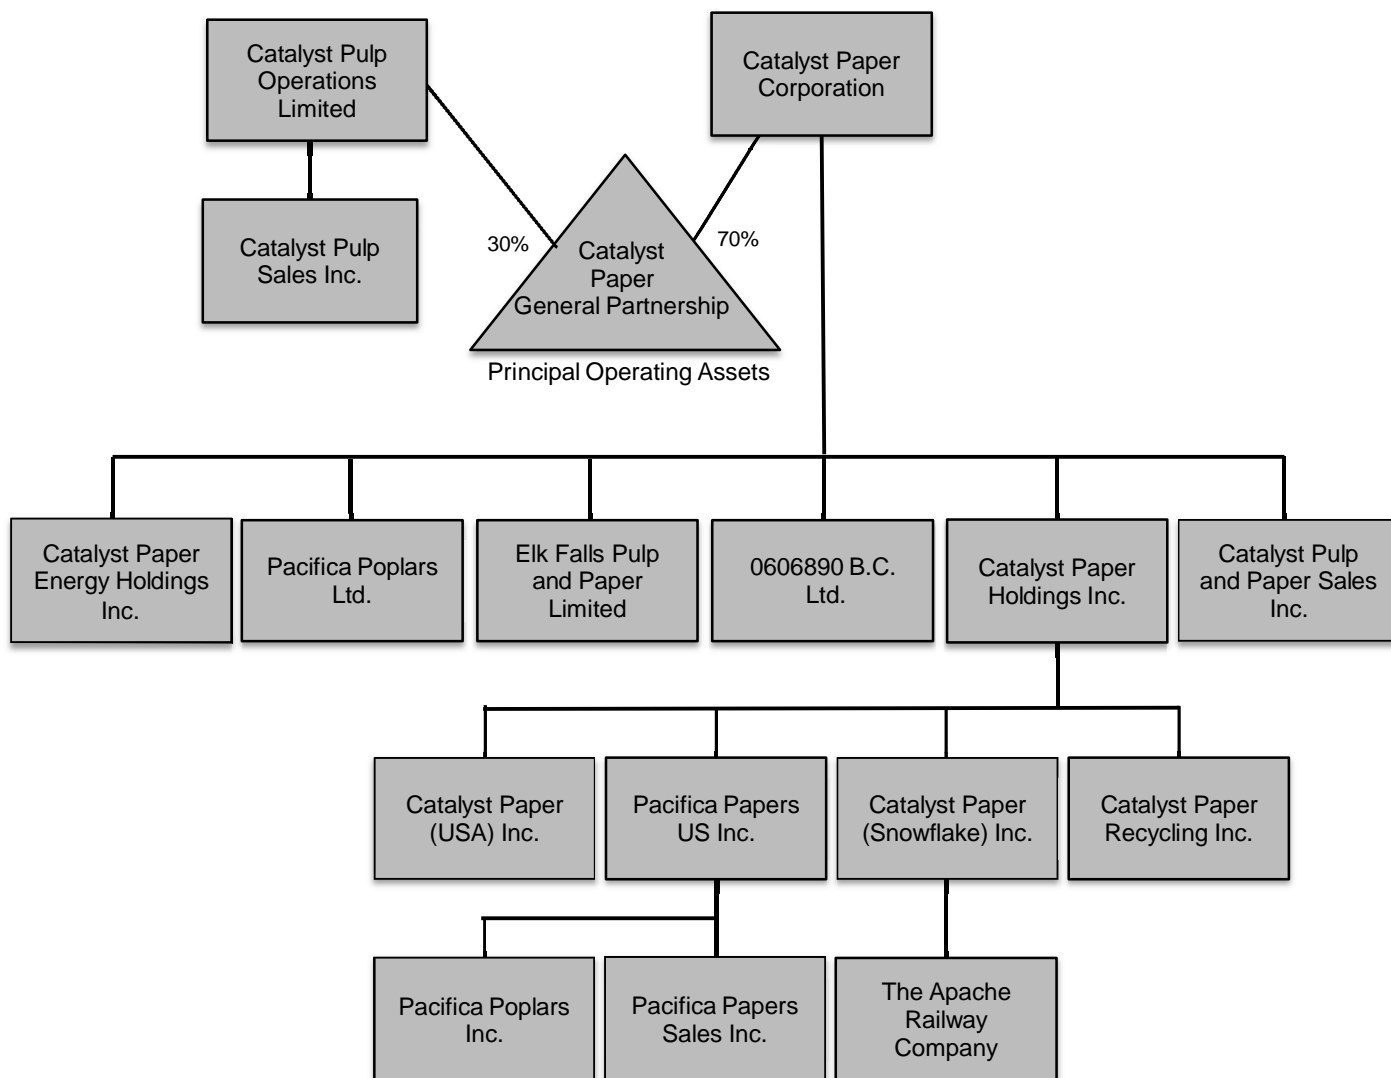 Catalyst Pulp
Operations
Limited
Catalyst Paper
Corporation
Catalyst Pulp
Sales Inc.
30%
70%
Catalyst
Paper
General Partnership
Principal Operating Assets
Catalyst Paper
Energy Holdings
Inc.
Pacifica Poplars
Ltd.
Elk Falls Pulp
and Paper
Limited
0606890 B.C.
Ltd.
Catalyst Paper
Holdings Inc.
Catalyst Pulp
and Paper Sales
Inc.
Catalyst Paper
(USA) Inc.
Pacifica Papers
US Inc.
Catalyst Paper
(Snowflake) Inc.
Catalyst Paper
Recycling Inc.
Pacifica Poplars
Inc.
Pacifica Papers
Sales Inc.
The Apache
Railway
Company